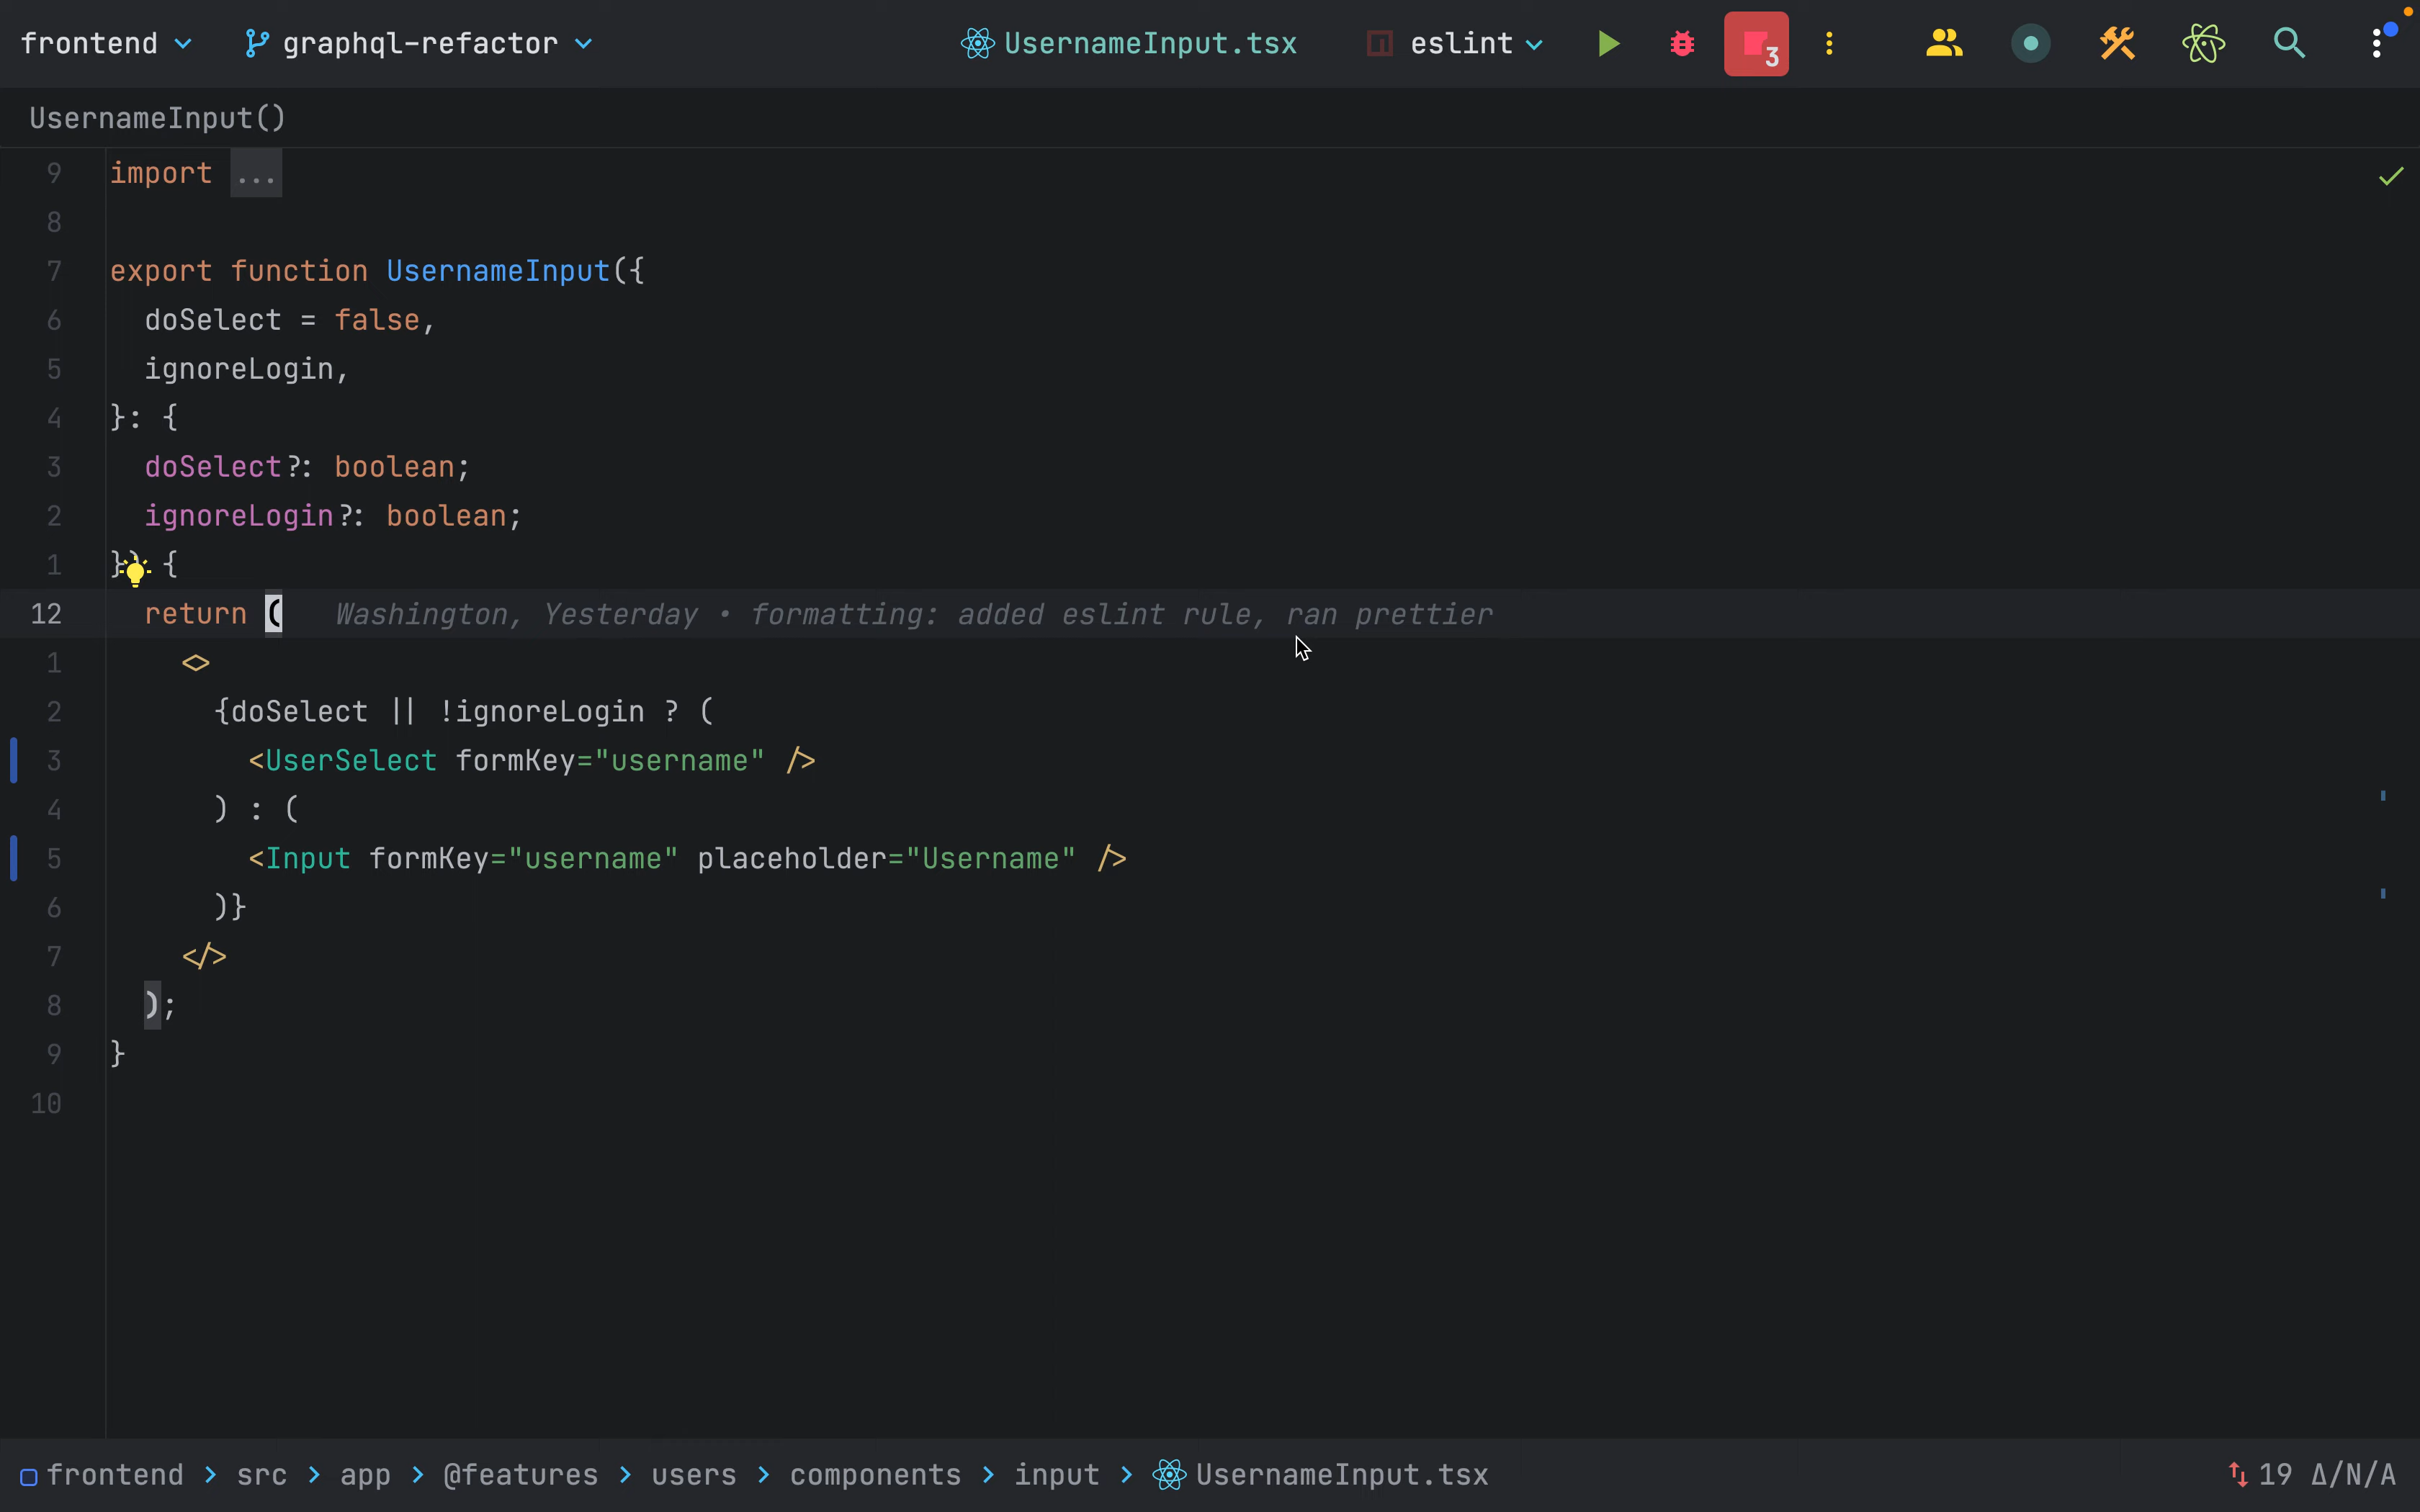 frontend graphql-refactor UsernameInput.tsx eslint 3
UsernameInput()
9 import ...
8
7 export function UsernameInput({
6 doSelect = false,
5 ignoreLogin,
4 }: {
3 doSelect?: boolean;
2 ignoreLogin?: boolean;
1 }) {
12 return ( Washington, Yesterday • formatting: added eslint rule, ran prettier
1 <>
2 {doSelect || !ignoreLogin ? (
3 <UserSelect formKey="username" />
4 ) : (
5 <Input formKey="username" placeholder="Username" />
6 )}
7 </>
8 );
9 }
10
frontend > src > app > @features > users > components > input > UsernameInput.tsx 19 Δ/N/A